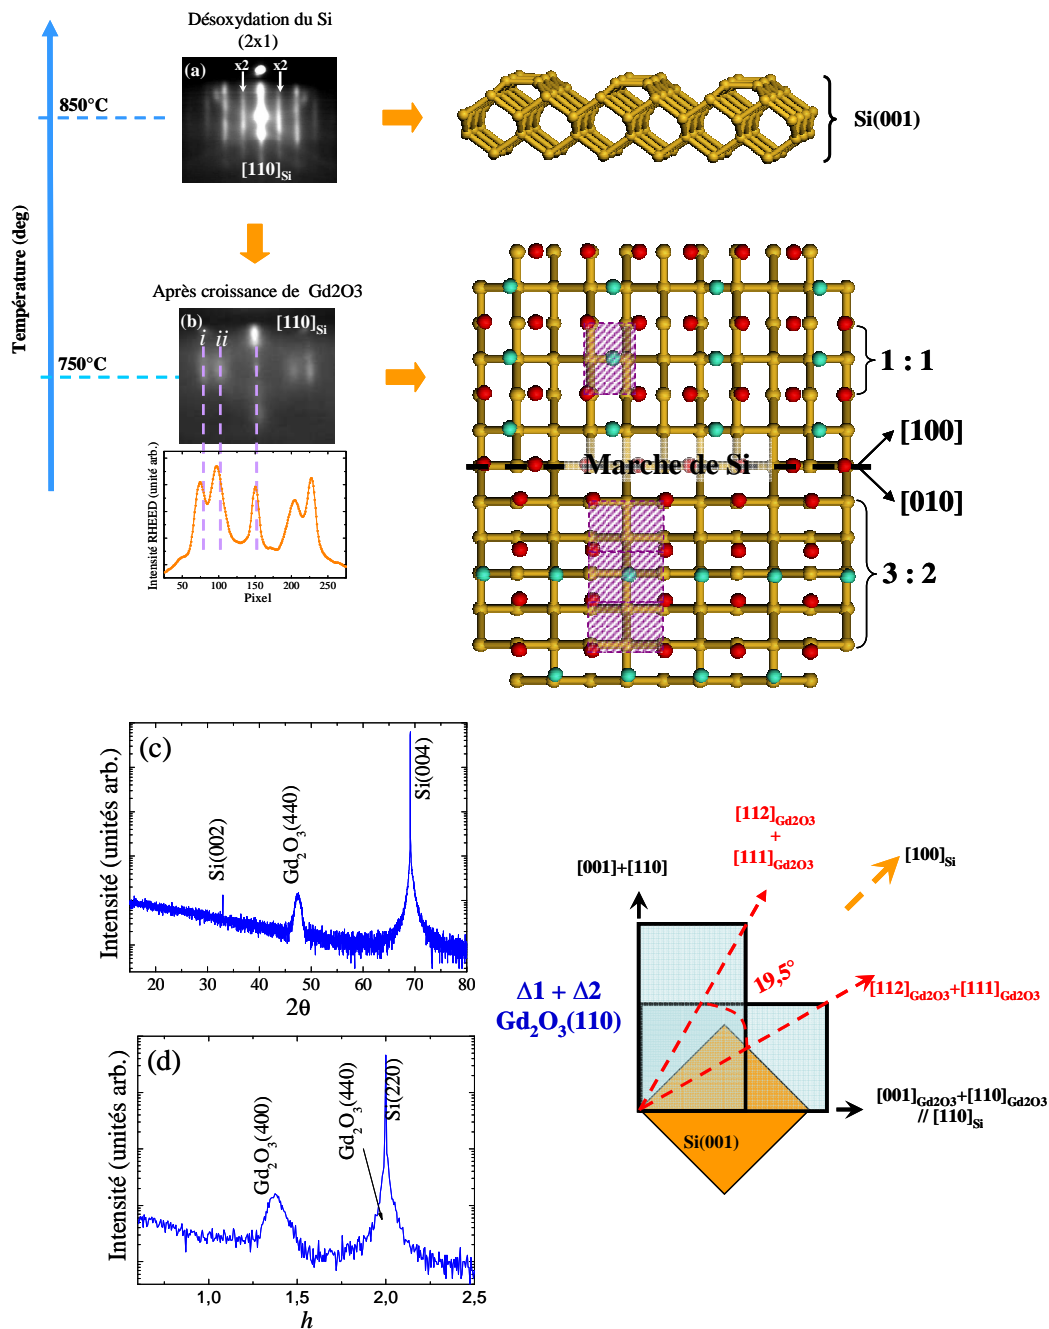 Désoxydation du Si
(2x1)
(a)
x2
x2
[110]Si
850°C
Si(001)
Température (deg)
Après croissance de Gd2O3
(b)
i
ii
[110]Si
750°C
1 : 1
[100]
Marche de Si
[010]
3 : 2
Intensité RHEED (unité arb.)
25 50 100 150 200 250
Pixel
(c)
Intensité (unités arb.)
Si(002)
Gd2O3(440)
Si(004)
20 30 40 50 60 70 80
2θ
(d)
Intensité (unités arb.)
Gd2O3(400)
Gd2O3(440)
Si(220)
1,0 1,5 2,0 2,5
h
[112]Gd2O3
+
[111]Gd2O3
[001]+[110]
[100]Si
19,5°
[112]Gd2O3+[111]Gd2O3
Δ1 + Δ2
Gd2O3(110)
[001]Gd2O3+[110]Gd2O3
// [110]Si
Si(001)